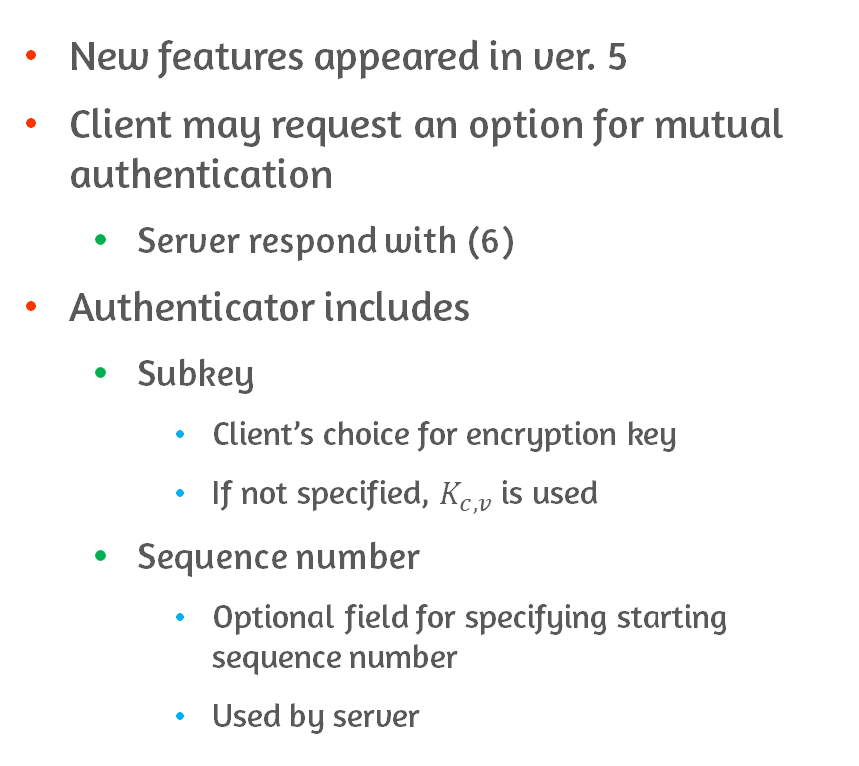 • New features appeared in ver. 5
• Client may request an option for mutual
authentication
• Server respond with (6)
• Authenticator includes
• Subkey
• Client’s choice for encryption key
• If not specified, $K_{c,v}$ is used
• Sequence number
• Optional field for specifying starting
sequence number
• Used by server